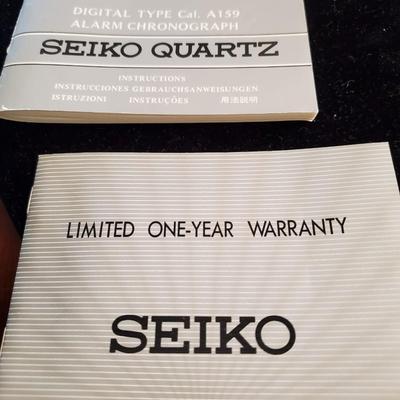 DIGITAL TYPE Cal. A159
ALARM CHRONOGRAPH
SEIKO QUARTZ
INSTRUCTIONS
INSTRUCCIONES GEBRAUCHSANWEISUNGEN
ISTRUZIONI INSTRUÇÕES 用法説明
LIMITED ONE-YEAR WARRANTY
SEIKO